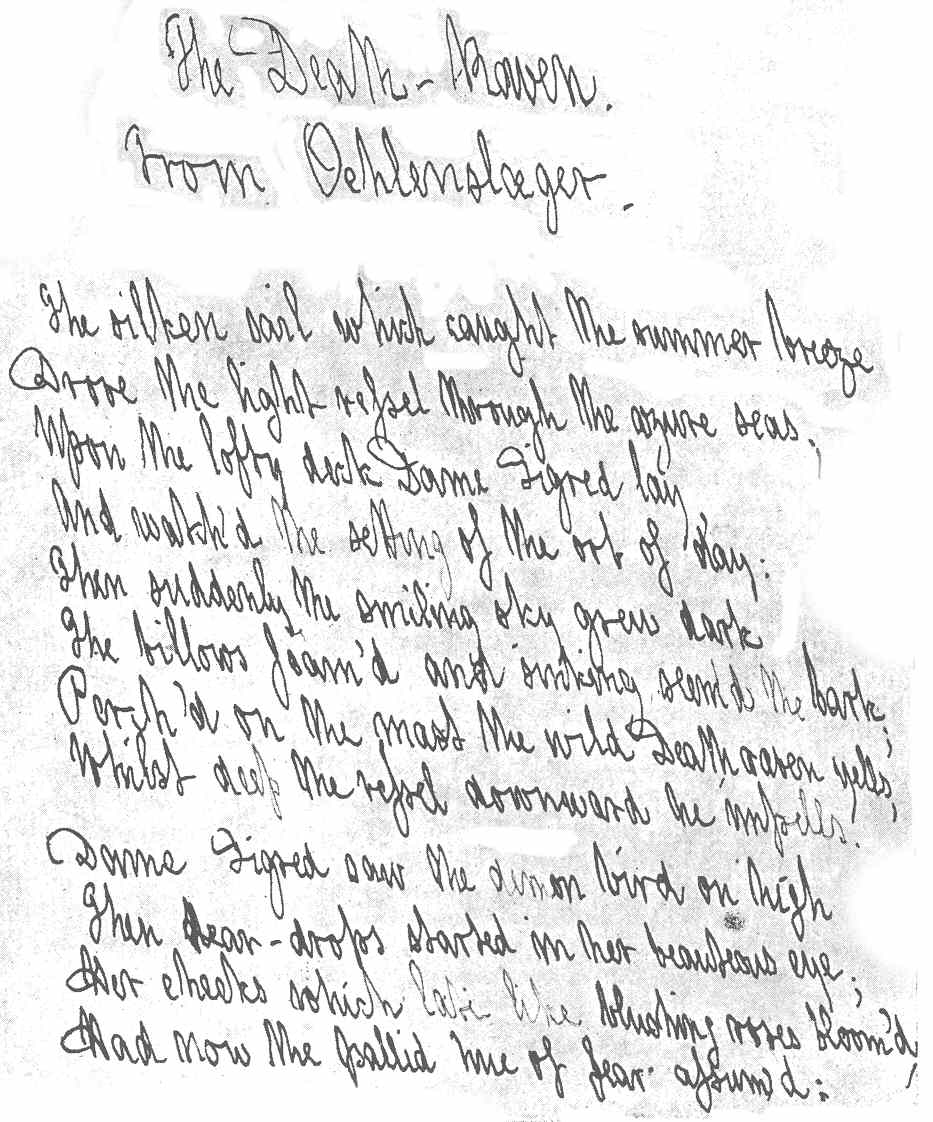 The Death-Raven.
From Oehlenslæger.
The silken sail which caught the summer breeze
Drove the light vessel through the azure seas.
Upon the lofty deck Dame Sigred lay
And watch'd the setting of the orb of day:
Then suddenly the smiling sky grew dark
The billows foam'd and sinking seem'd the bark;
Perch'd on the mast the wild Death raven yells,
Whilst deep the vessel downward he impells.
Dame Sigred saw the demon bird on high
Then tear-drops started in her beauteous eye;
Her cheeks which late like blushing roses bloom'd,
Had now the pallid hue of fear assum'd: